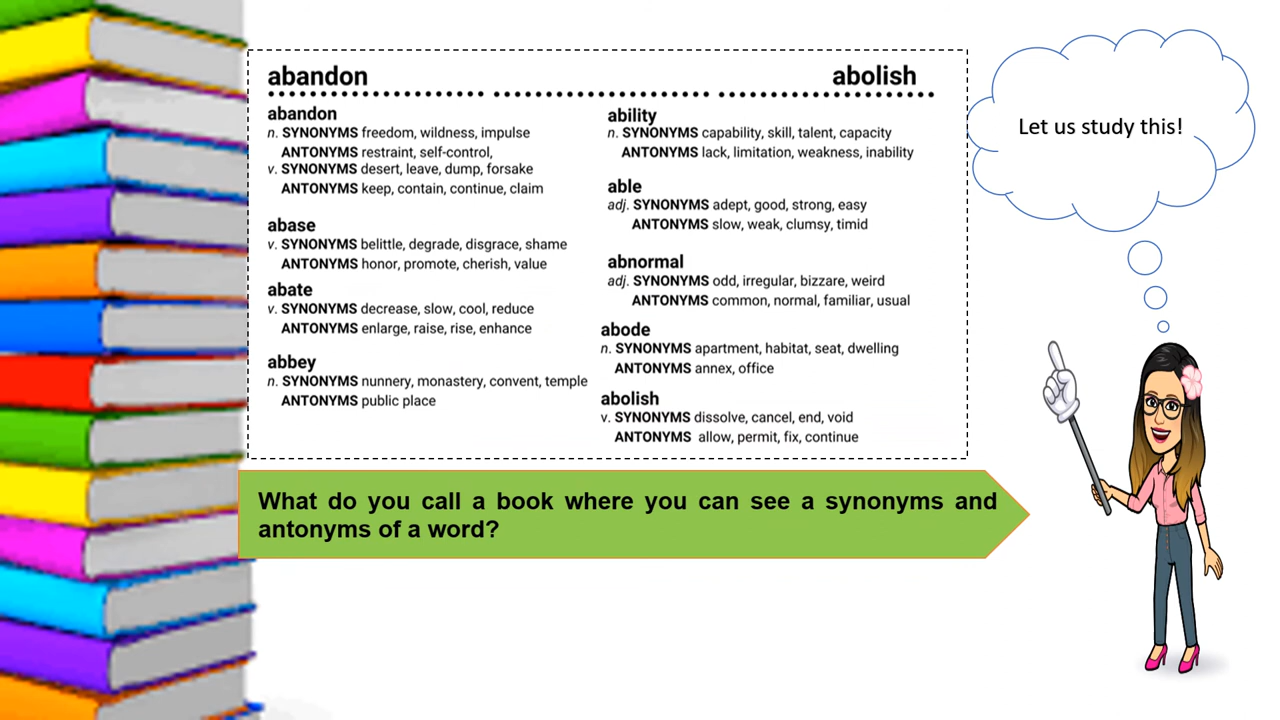 abandon abolish
abandon
n. SYNONYMS freedom, wildness, impulse
ANTONYMS restraint, self-control,
v. SYNONYMS desert, leave, dump, forsake
ANTONYMS keep, contain, continue, claim
abase
v. SYNONYMS belittle, degrade, disgrace, shame
ANTONYMS honor, promote, cherish, value
abate
v. SYNONYMS decrease, slow, cool, reduce
ANTONYMS enlarge, raise, rise, enhance
abbey
n. SYNONYMS nunnery, monastery, convent, temple
ANTONYMS public place
ability
n. SYNONYMS capability, skill, talent, capacity
ANTONYMS lack, limitation, weakness, inability
able
adj. SYNONYMS adept, good, strong, easy
ANTONYMS slow, weak, clumsy, timid
abnormal
adj. SYNONYMS odd, irregular, bizzare, weird
ANTONYMS common, normal, familiar, usual
abode
n. SYNONYMS apartment, habitat, seat, dwelling
ANTONYMS annex, office
abolish
v. SYNONYMS dissolve, cancel, end, void
ANTONYMS allow, permit, fix, continue
Let us study this!
What do you call a book where you can see a synonyms and
antonyms of a word?